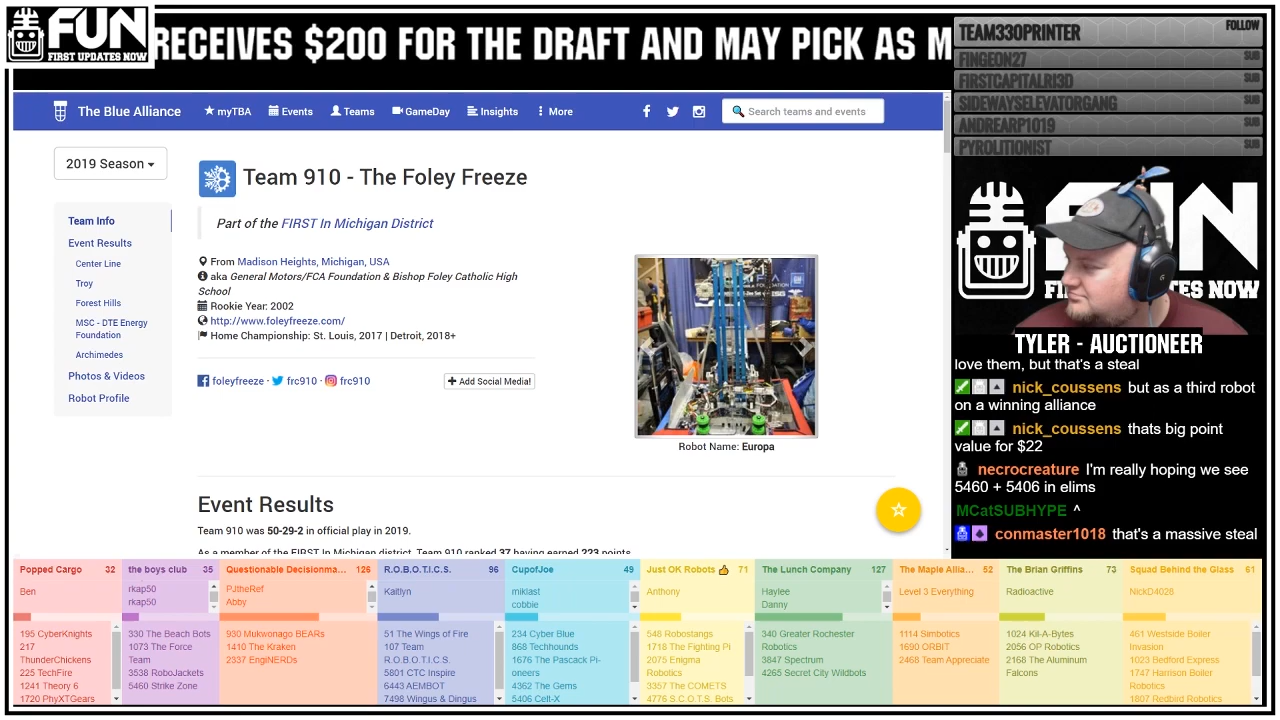 FUN
FIRST UPDATES NOW
RECEIVES $200 FOR THE DRAFT AND MAY PICK AS M
TEAM330PRINTER
FOLLOW
FINGEON27
SUB
FIRSTCAPITALRI3D
SUB
SIDEWAYSELEVATORGANG
SUB
ANDREARP1019
SUB
PYROLITIONIST
SUB
The Blue Alliance
myTBA
Events
Teams
GameDay
Insights
More
Search teams and events
2019 Season
Team Info
Event Results
Center Line
Troy
Forest Hills
MSC - DTE Energy
Foundation
Archimedes
Photos & Videos
Robot Profile
Team 910 - The Foley Freeze
Part of the FIRST In Michigan District
From Madison Heights, Michigan, USA
aka General Motors/FCA Foundation & Bishop Foley Catholic High
School
Rookie Year: 2002
http://www.foleyfreeze.com/
Home Championship: St. Louis, 2017 | Detroit, 2018+
foleyfreeze · frc910 · frc910
Add Social Media!
Robot Name: Europa
Event Results
Team 910 was 50-29-2 in official play in 2019.
As a member of the FIRST In Michigan district, Team 910 ranked 37 having earned 223 points.
FUN
TYLER - AUCTIONEER
love them, but that's a steal
nick_coussens but as a third robot
on a winning alliance
nick_coussens thats big point
value for $22
necrocreature I'm really hoping we see
5460 + 5406 in elims
MCatSUBHYPE ^
conmaster1018 that's a massive steal
Popped Cargo 32
Ben
195 CyberKnights
217
ThunderChickens
225 TechFire
1241 Theory 6
1720 PhyXTGears
the boys club 35
rkap50
rkap50
330 The Beach Bots
1073 The Force
Team
3538 RoboJackets
5460 Strike Zone
Questionable Decisionma... 126
PJtheRef
Abby
930 Mukwonago BEARs
1410 The Kraken
2337 EngiNERDs
R.O.B.O.T.I.C.S. 96
Kaitlyn
51 The Wings of Fire
107 Team
R.O.B.O.T.I.C.S.
5801 CTC Inspire
6443 AEMBOT
7498 Wingus & Dingus
CupofJoe 49
miklast
cobbie
234 Cyber Blue
868 Techhounds
1676 The Pascack Pi-
oneers
4362 The Gems
5406 Celt-X
Just OK Robots 71
Anthony
548 Robostangs
1718 The Fighting Pi
2075 Enigma
Robotics
3357 The COMETS
4776 S.C.O.T.S. Bots
The Lunch Company 127
Haylee
Danny
340 Greater Rochester
Robotics
3847 Spectrum
4265 Secret City Wildbots
The Maple Allia... 52
Level 3 Everything
1114 Simbotics
1690 ORBIT
2468 Team Appreciate
The Brian Griffins 73
Radioactive
1024 Kil-A-Bytes
2056 OP Robotics
2168 The Aluminum
Falcons
Squad Behind the Glass 61
NickD4028
461 Westside Boiler
Invasion
1023 Bedford Express
1747 Harrison Boiler
Robotics
1807 Redbird Robotics